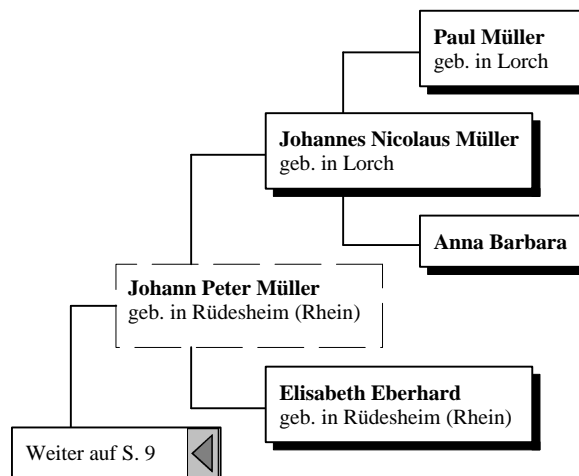 Paul Müller
geb. in Lorch
Johannes Nicolaus Müller
geb. in Lorch
Anna Barbara
Johann Peter Müller
geb. in Rüdesheim (Rhein)
Elisabeth Eberhard
geb. in Rüdesheim (Rhein)
Weiter auf S. 9